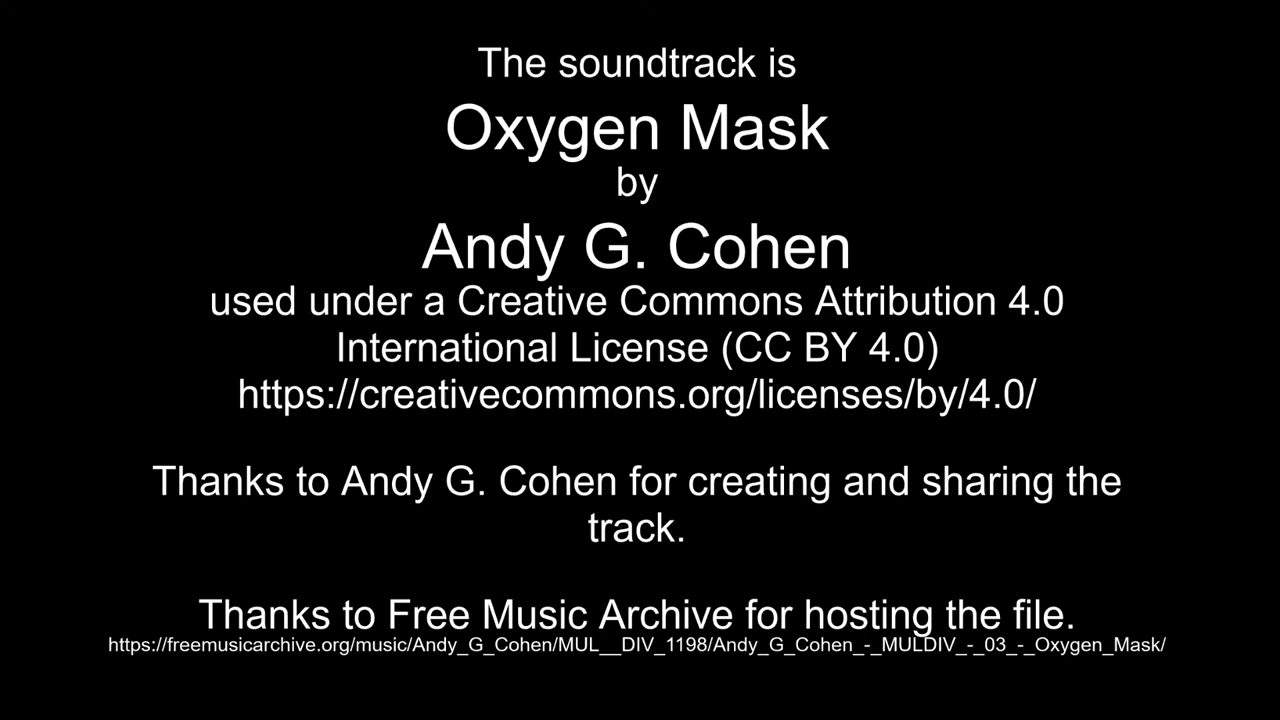 The soundtrack is
Oxygen Mask
by
Andy G. Cohen
used under a Creative Commons Attribution 4.0
International License (CC BY 4.0)
https://creativecommons.org/licenses/by/4.0/
Thanks to Andy G. Cohen for creating and sharing the
track.
Thanks to Free Music Archive for hosting the file.
https://freemusicarchive.org/music/Andy_G_Cohen/MUL__DIV_1198/Andy_G_Cohen_-_MULDIV_-_03_-_Oxygen_Mask/